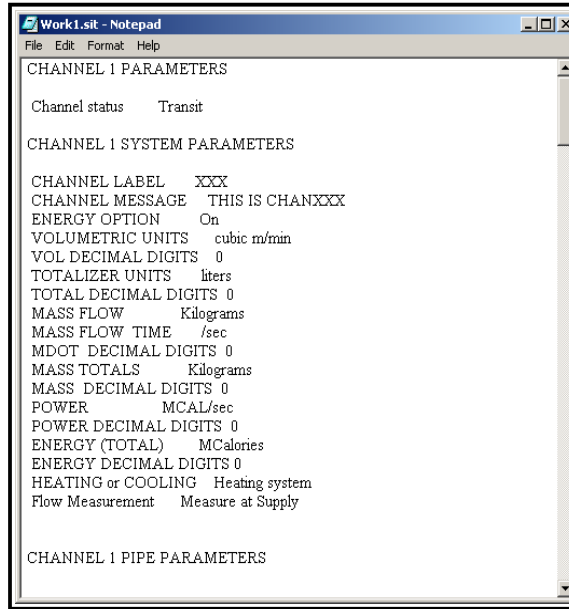 Work1.sit - Notepad
File Edit Format Help
CHANNEL 1 PARAMETERS
Channel status Transit
CHANNEL 1 SYSTEM PARAMETERS
CHANNEL LABEL XXX
CHANNEL MESSAGE THIS IS CHANXXX
ENERGY OPTION On
VOLUMETRIC UNITS cubic m/min
VOL DECIMAL DIGITS 0
TOTALIZER UNITS liters
TOTAL DECIMAL DIGITS 0
MASS FLOW Kilograms
MASS FLOW TIME /sec
MDOT DECIMAL DIGITS 0
MASS TOTALS Kilograms
MASS DECIMAL DIGITS 0
POWER MCAL/sec
POWER DECIMAL DIGITS 0
ENERGY (TOTAL) MCalories
ENERGY DECIMAL DIGITS 0
HEATING or COOLING Heating system
Flow Measurement Measure at Supply
CHANNEL 1 PIPE PARAMETERS